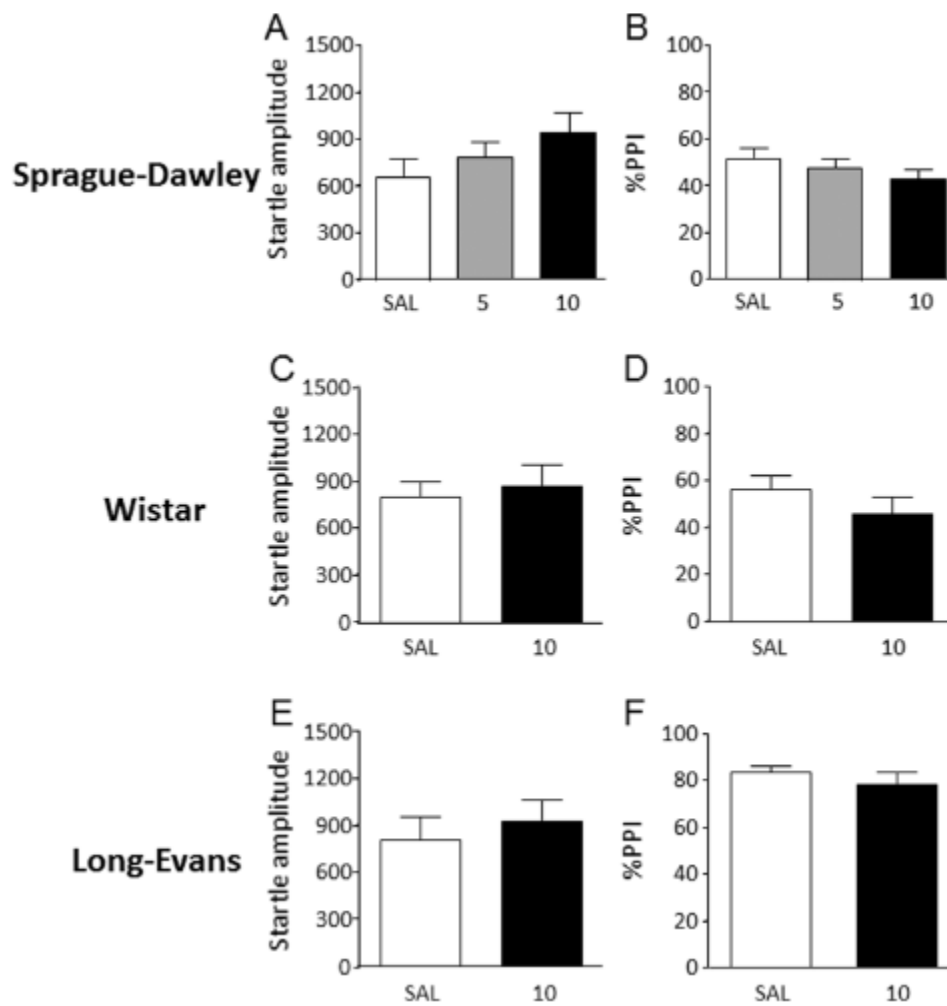 A
Startle amplitude
1500
1200
900
600
300
0
SAL 5 10
B
%PPI
100
80
60
40
20
0
SAL 5 10
Sprague-Dawley
C
Startle amplitude
1500
1200
900
600
300
0
SAL 10
D
%PPI
100
80
60
40
20
0
SAL 10
Wistar
E
Startle amplitude
1500
1200
900
600
300
0
SAL 10
F
%PPI
100
80
60
40
20
0
SAL 10
Long-Evans